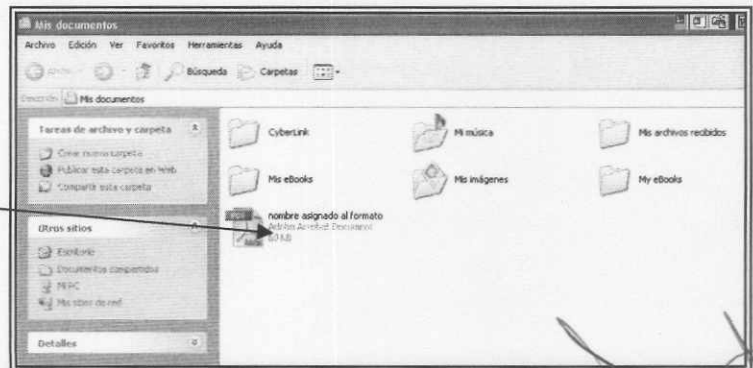 Mis documentos
Archivo Edición Ver Favoritos Herramientas Ayuda
Búsqueda Carpetas
Mis documentos
Tareas de archivo y carpeta
Crear nueva carpeta
Publicar esta carpeta en Web
Compartir esta carpeta
Otros sitios
Escritorio
Documentos compartidos
Mi PC
Mis sitios de red
Detalles
CyberLink
Mi música
Mis archivos recibidos
Mis eBooks
Mis imágenes
My eBooks
nombre asignado al formato
Adobe Acrobat Document
KB